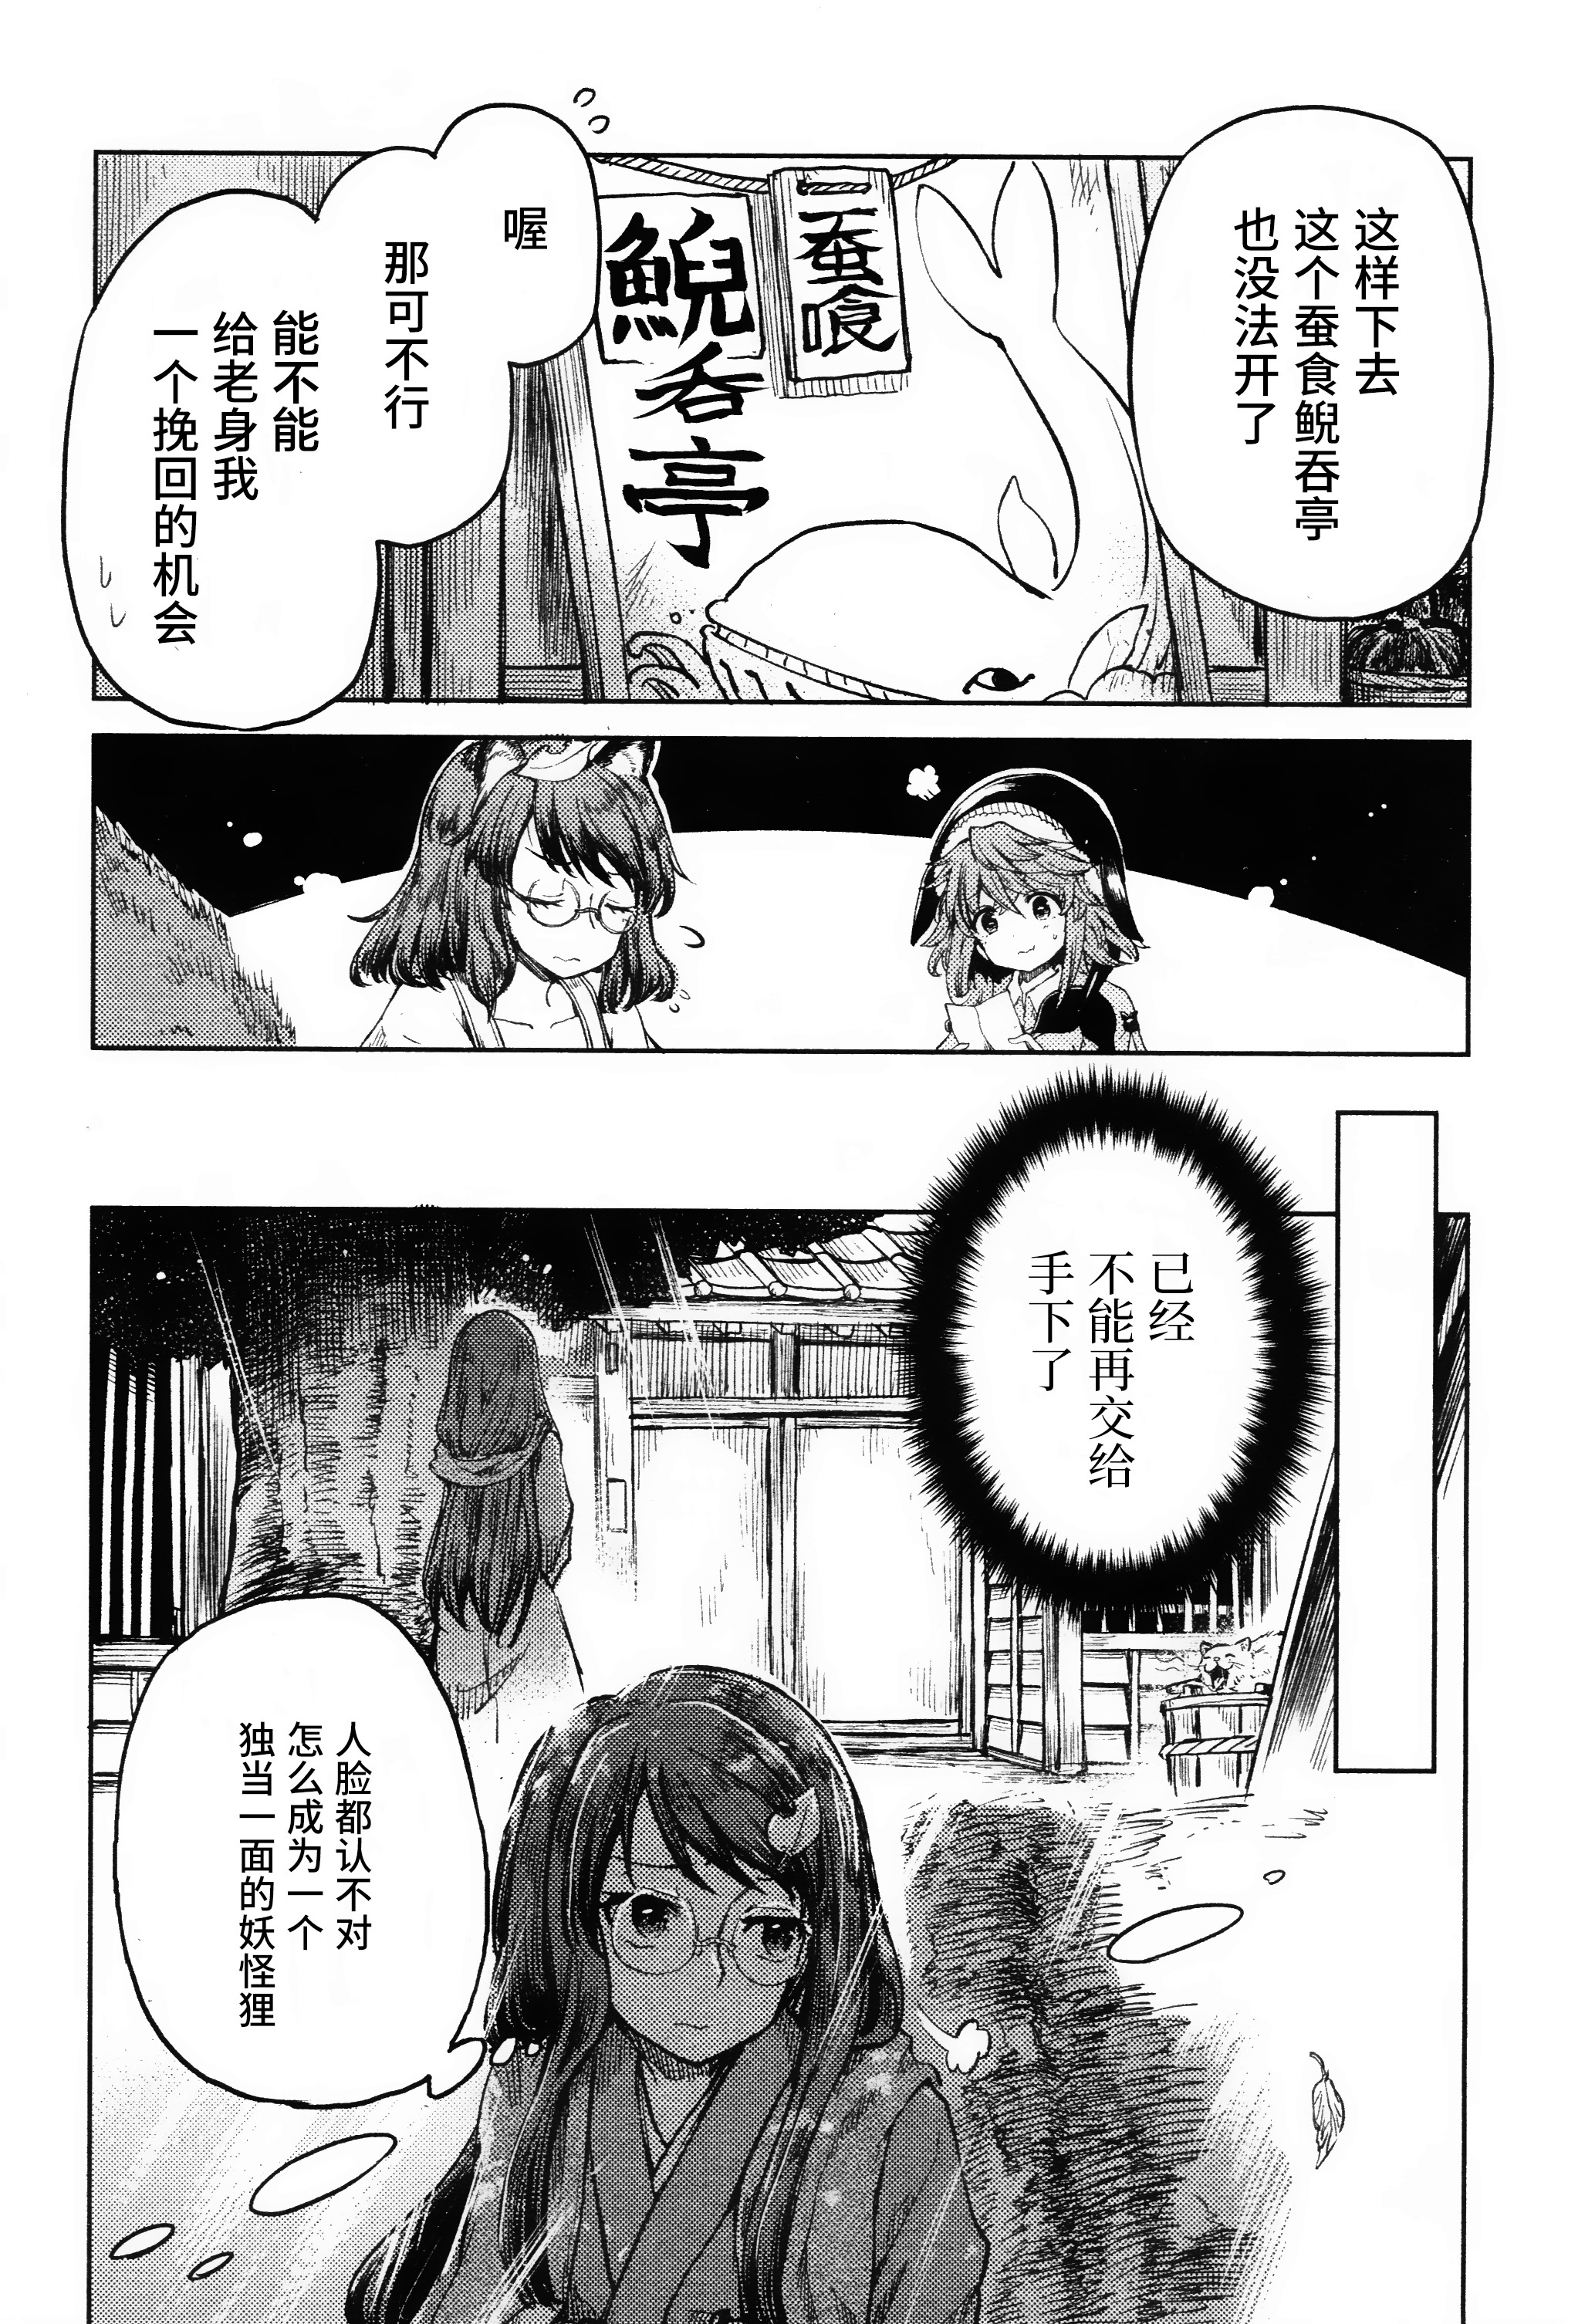 这样下去
这个蚕食鲵吞亭
也没法开了
蚕喰
鯢呑亭
喔
那可不行
能不能
给老身我
一个挽回的机会
已经
不能再交给
手下了
人脸都认不对
怎么成为一个
独当一面的妖怪狸